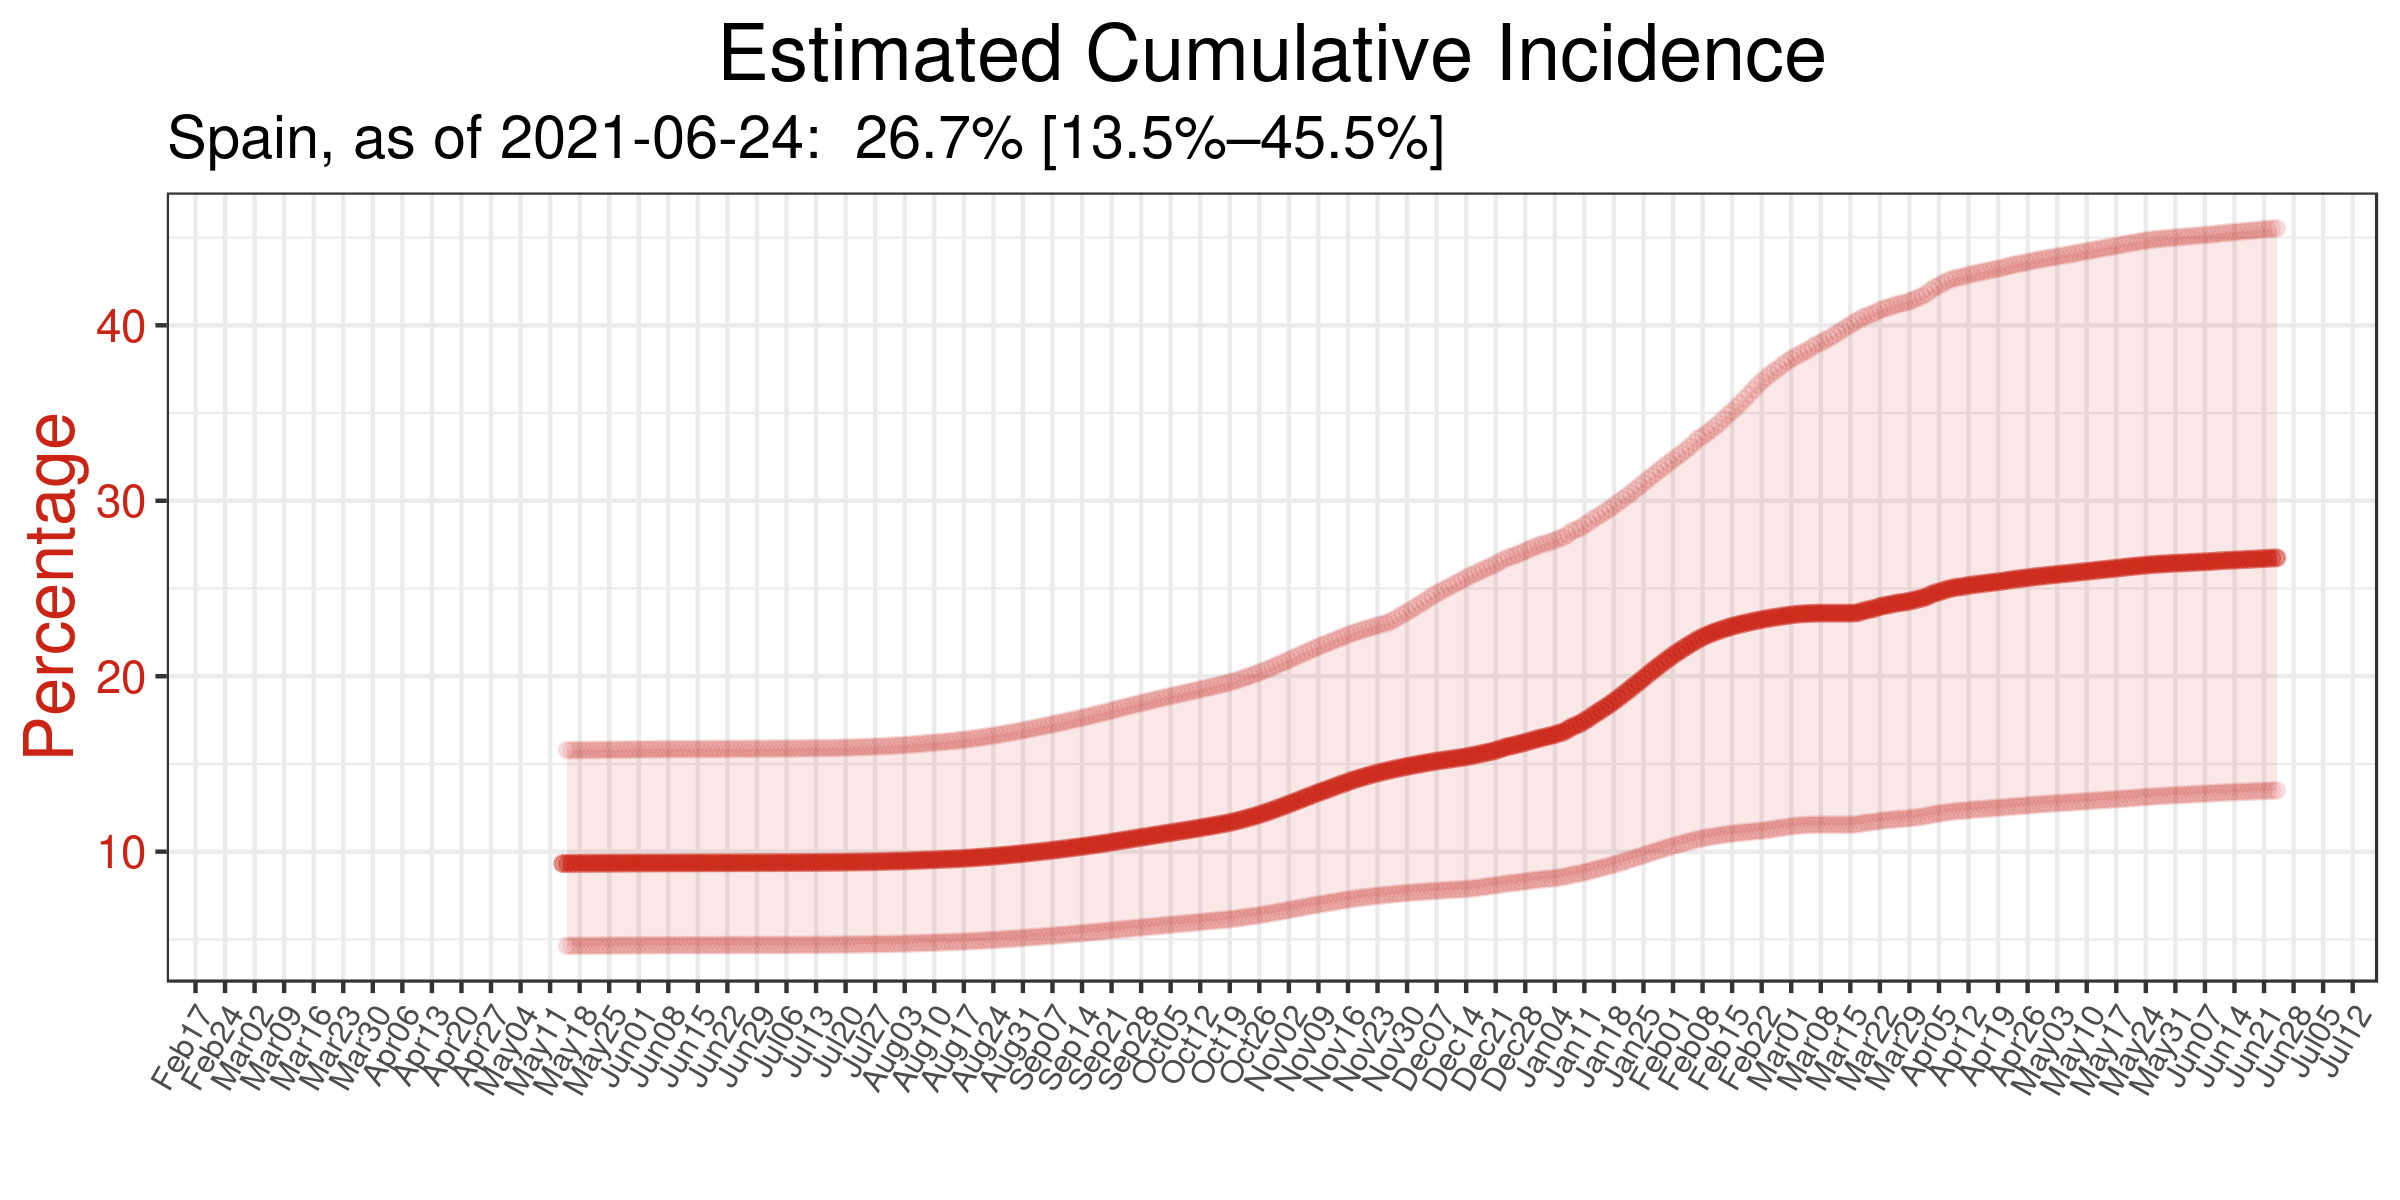 Estimated Cumulative Incidence
Spain, as of 2021-06-24:  26.7% [13.5%–45.5%]
Percentage
40
30
20
10
Feb17
Feb24
Mar02
Mar09
Mar16
Mar23
Mar30
Apr06
Apr13
Apr20
Apr27
May04
May11
May18
May25
Jun01
Jun08
Jun15
Jun22
Jun29
Jul06
Jul13
Jul20
Jul27
Aug03
Aug10
Aug17
Aug24
Aug31
Sep07
Sep14
Sep21
Sep28
Oct05
Oct12
Oct19
Oct26
Nov02
Nov09
Nov16
Nov23
Nov30
Dec07
Dec14
Dec21
Dec28
Jan04
Jan11
Jan18
Jan25
Feb01
Feb08
Feb15
Feb22
Mar01
Mar08
Mar15
Mar22
Mar29
Apr05
Apr12
Apr19
Apr26
May03
May10
May17
May24
May31
Jun07
Jun14
Jun21
Jun28
Jul05
Jul12